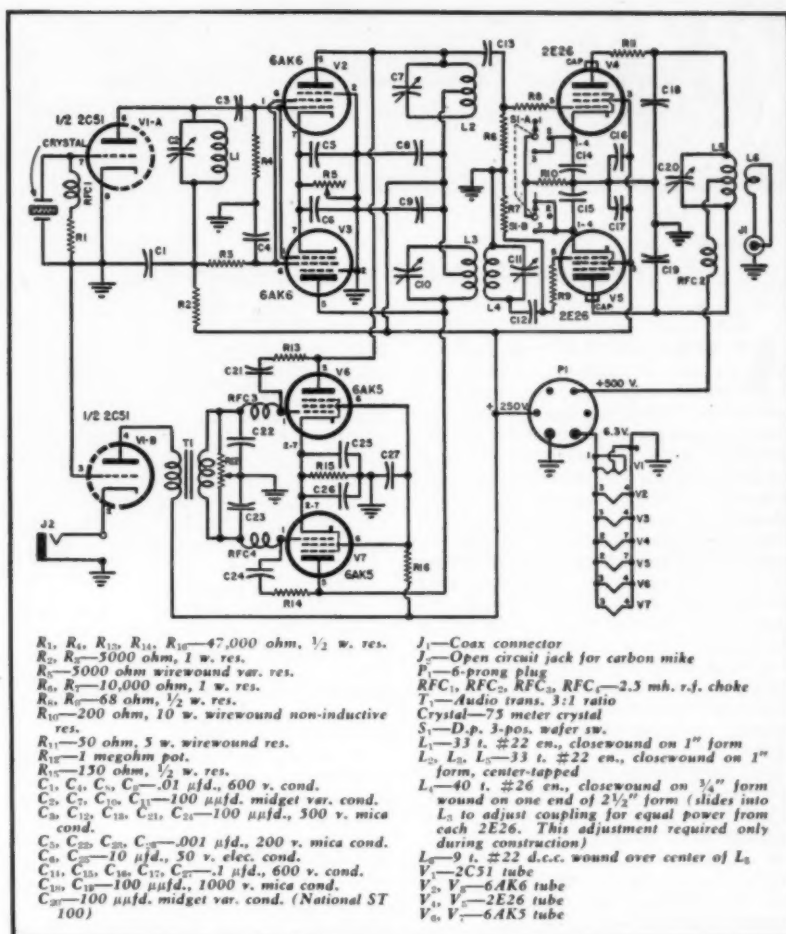 6AK6
V2
C13
2E26
V4
CAP
R11
C7
L2
C18
1/2 2C51
V1-A
C3
R8
S1-A
CRYSTAL
C2
L1
R4
C5
C8
R6
C14
C16
L5
L6
C20
RFC1
R5
R10
C6
C9
R7
C15
S1-B
C17
J1
R1
C1
R3
C4
V3
L3
C11
C10
L4
C12
R9
V5
CAP
C19
RFC2
R2
6AK6
2E26
R13
C21
V6
6AK5
P1
+500 V.
+ 250V.
6.3V.
1/2 2C51
V1-B
T1
RFC3
C22
R12
C23
RFC4
2-7
C25
R15
C26
C27
2-7
V7
6AK5
R16
J2
C24
R14
V1
V2
V3
V4
V5
V6
V7
R1, R4, R13, R14, R16—47,000 ohm, 1/2 w. res.
R2, R3—5000 ohm, 1 w. res.
R5—5000 ohm wirewound var. res.
R6, R7—10,000 ohm, 1 w. res.
R8, R9—68 ohm, 1/2 w. res.
R10—200 ohm, 10 w. wirewound non-inductive
res.
R11—50 ohm, 5 w. wirewound res.
R12—1 megohm pot.
R15—150 ohm, 1/2 w. res.
C1, C4, C8, C9—.01 μfd., 600 v. cond.
C2, C7, C10, C11—100 μμfd. midget var. cond.
C3, C12, C13, C21, C24—100 μμfd., 500 v. mica
cond.
C5, C22, C23, C26—.001 μfd., 200 v. mica cond.
C6, C25—10 μfd., 50 v. elec. cond.
C14, C15, C16, C17, C27—.1 μfd., 600 v. cond.
C18, C19—100 μμfd., 1000 v. mica cond.
C20—100 μμfd. midget var. cond. (National ST
100)
J1—Coax connector
J2—Open circuit jack for carbon mike
P1—6-prong plug
RFC1, RFC2, RFC3, RFC4—2.5 mh. r.f. choke
T1—Audio trans. 3:1 ratio
Crystal—75 meter crystal
S1—D.p. 3-pos. wafer sw.
L1—33 t. #22 en., closewound on 1" form
L2, L3, L5—33 t. #22 en., closewound on 1"
form, center-tapped
L4—40 t. #26 en., closewound on 3/4" form
wound on one end of 2 1/2" form (slides into
L3 to adjust coupling for equal power from
each 2E26. This adjustment required only
during construction)
L6—9 t. #22 d.c.c. wound over center of L5
V1—2C51 tube
V2, V3—6AK6 tube
V4, V5—2E26 tube
V6, V7—6AK5 tube